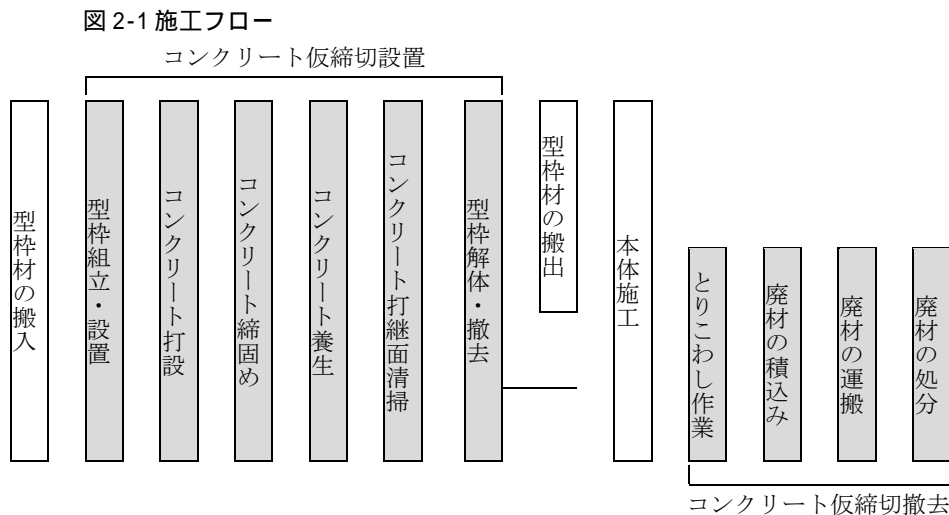 図 2-1 施工フロー
コンクリート仮締切設置
型枠材の搬入
型枠組立・設置
コンクリート打設
コンクリート締固め
コンクリート養生
コンクリート打継面清掃
型枠解体・撤去
型枠材の搬出
本体施工
とりこわし作業
廃材の積込み
廃材の運搬
廃材の処分
コンクリート仮締切撤去